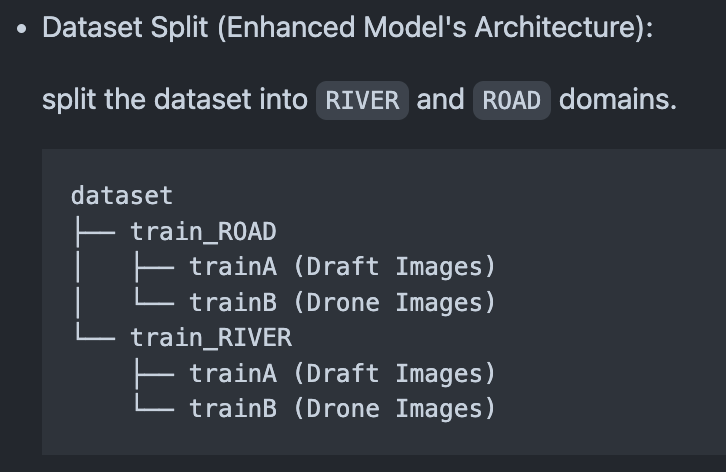 • Dataset Split (Enhanced Model's Architecture):
split the dataset into RIVER and ROAD domains.
dataset
├── train_ROAD
│   ├── trainA (Draft Images)
│   └── trainB (Drone Images)
└── train_RIVER
    ├── trainA (Draft Images)
    └── trainB (Drone Images)